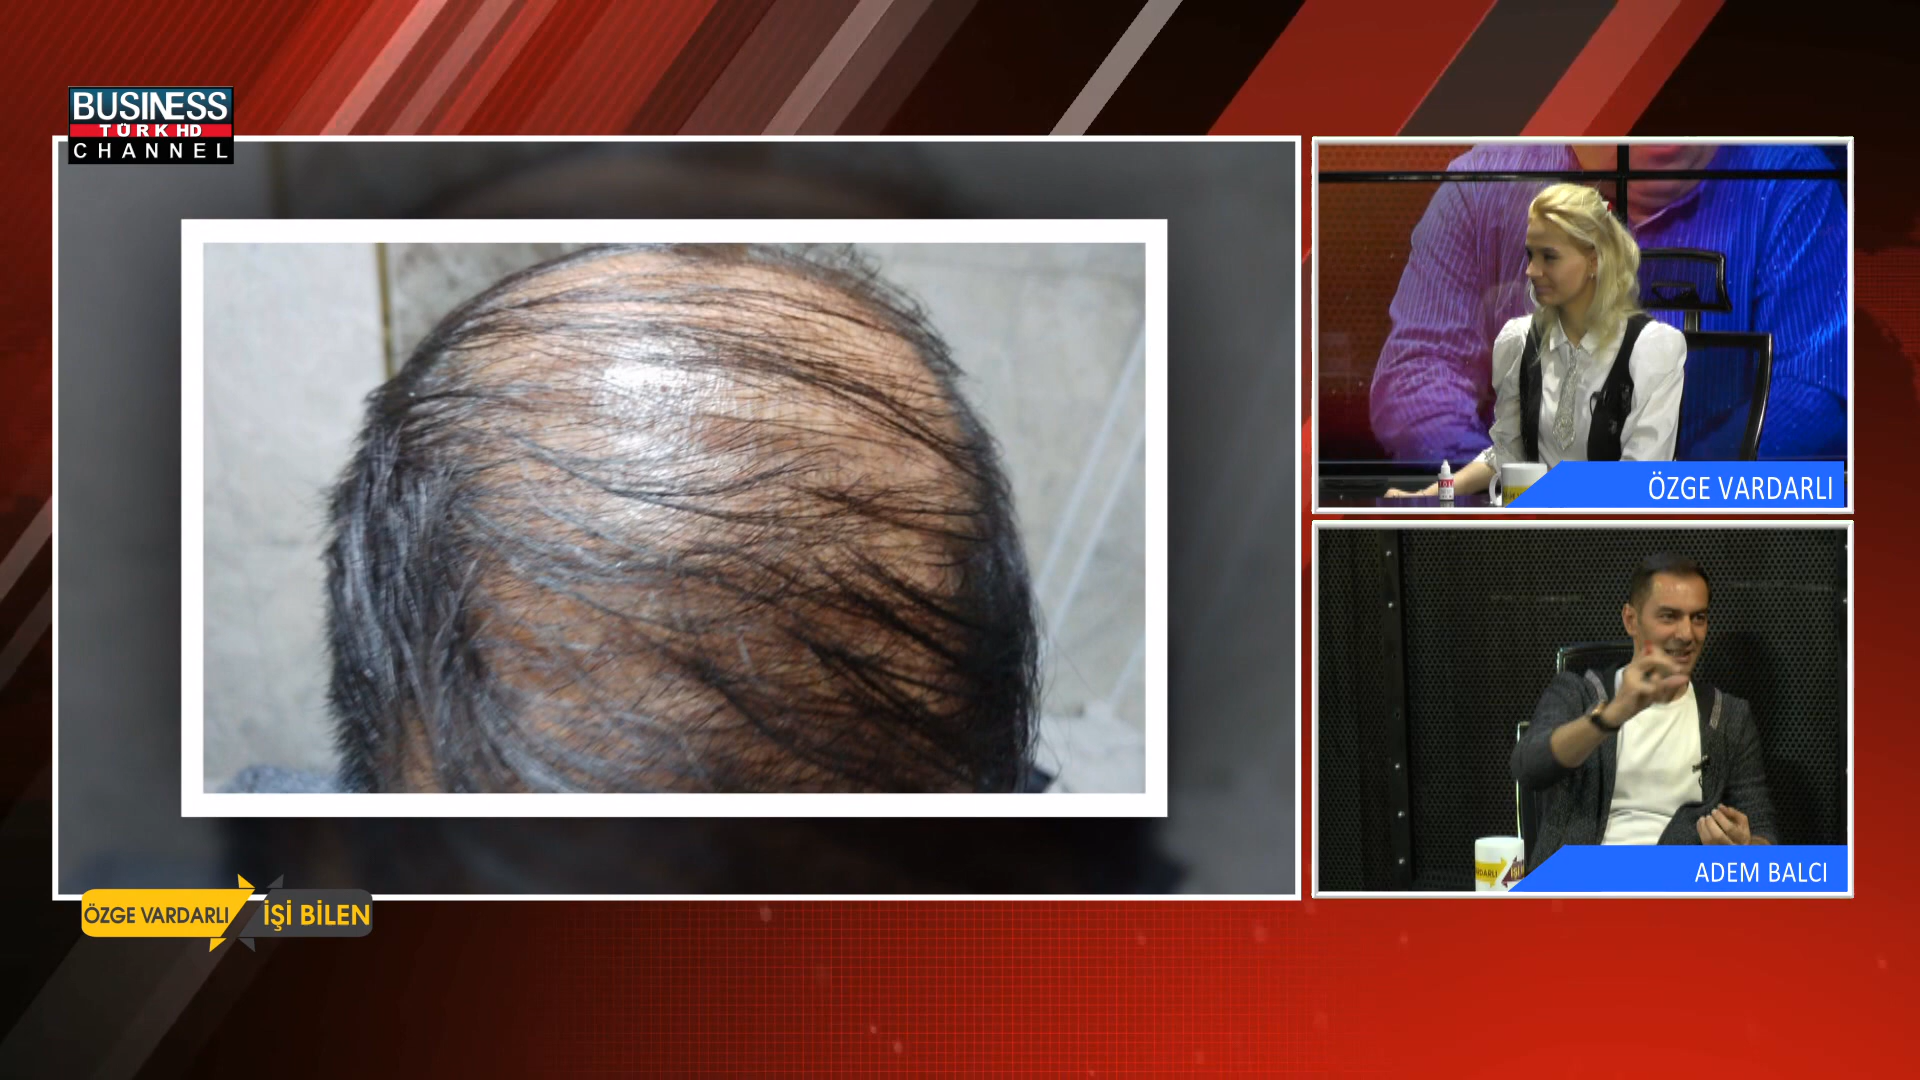 BUSINESS
TÜRK HD
CHANNEL
ÖZGE VARDARLI
ADEM BALCI
ÖZGE VARDARLI
İŞİ BİLEN